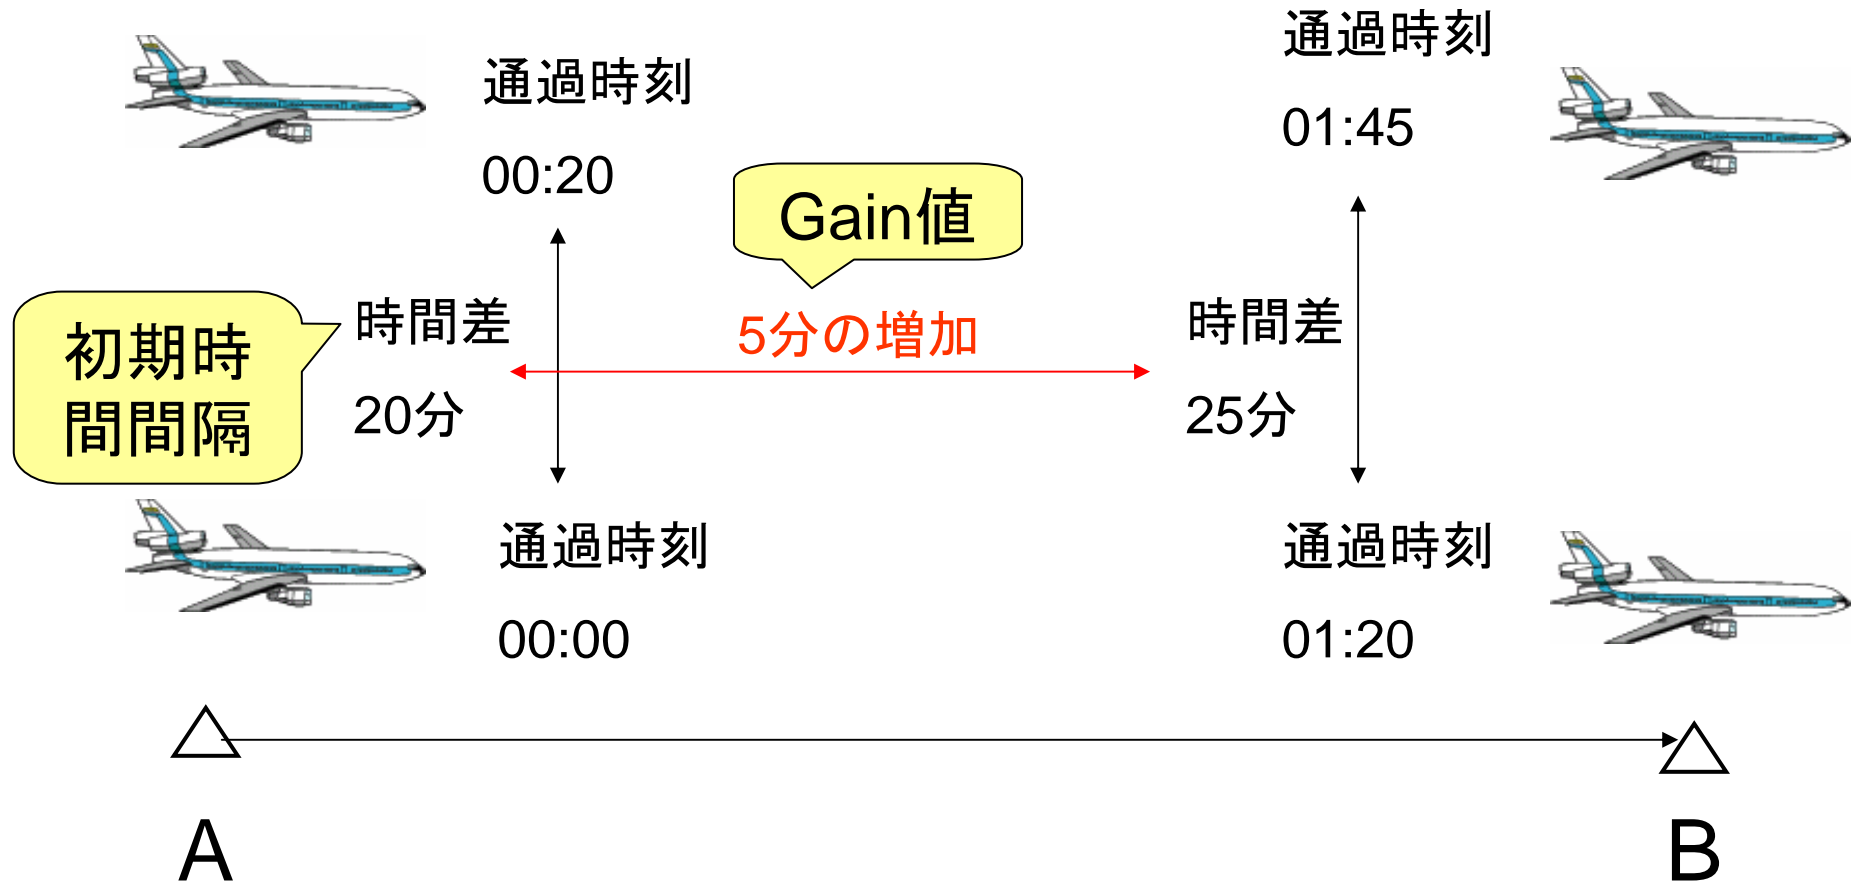 通過時刻
00:20
通過時刻
01:45
Gain値
初期時
間間隔
時間差
20分
5分の増加
時間差
25分
通過時刻
00:00
通過時刻
01:20
A
B